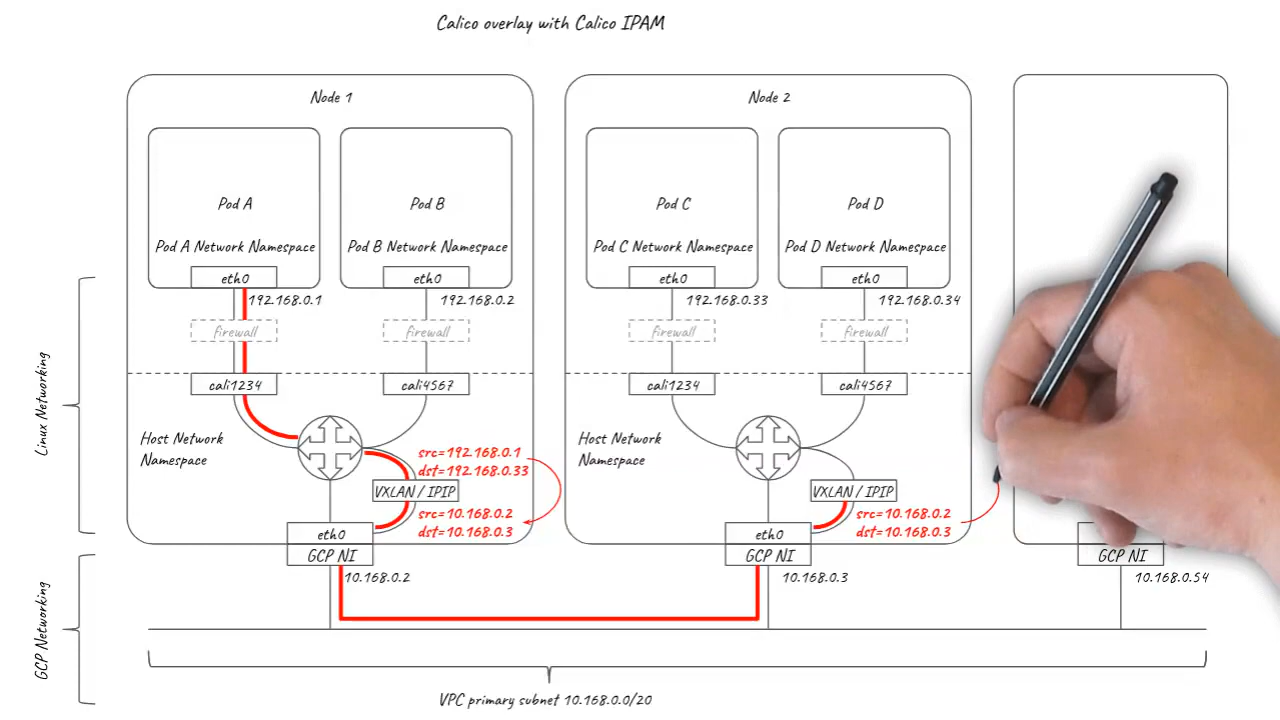 Calico overlay with Calico IPAM
Node 1
Node 2
Pod A
Pod B
Pod C
Pod D
Pod A Network Namespace
Pod B Network Namespace
Pod C Network Namespace
Pod D Network Namespace
eth0
eth0
eth0
eth0
192.168.0.1
192.168.0.2
192.168.0.33
192.168.0.34
firewall
firewall
firewall
firewall
cali1234
cali4567
cali1234
cali4567
Linux Networking
Host Network
Namespace
src=192.168.0.1
dst=192.168.0.33
Host Network
Namespace
VXLAN / IPIP
VXLAN / IPIP
src=10.168.0.2
dst=10.168.0.3
src=10.168.0.2
dst=10.168.0.3
eth0
eth0
GCP NI
GCP NI
GCP NI
10.168.0.2
10.168.0.3
10.168.0.54
GCP Networking
VPC primary subnet 10.168.0.0/20